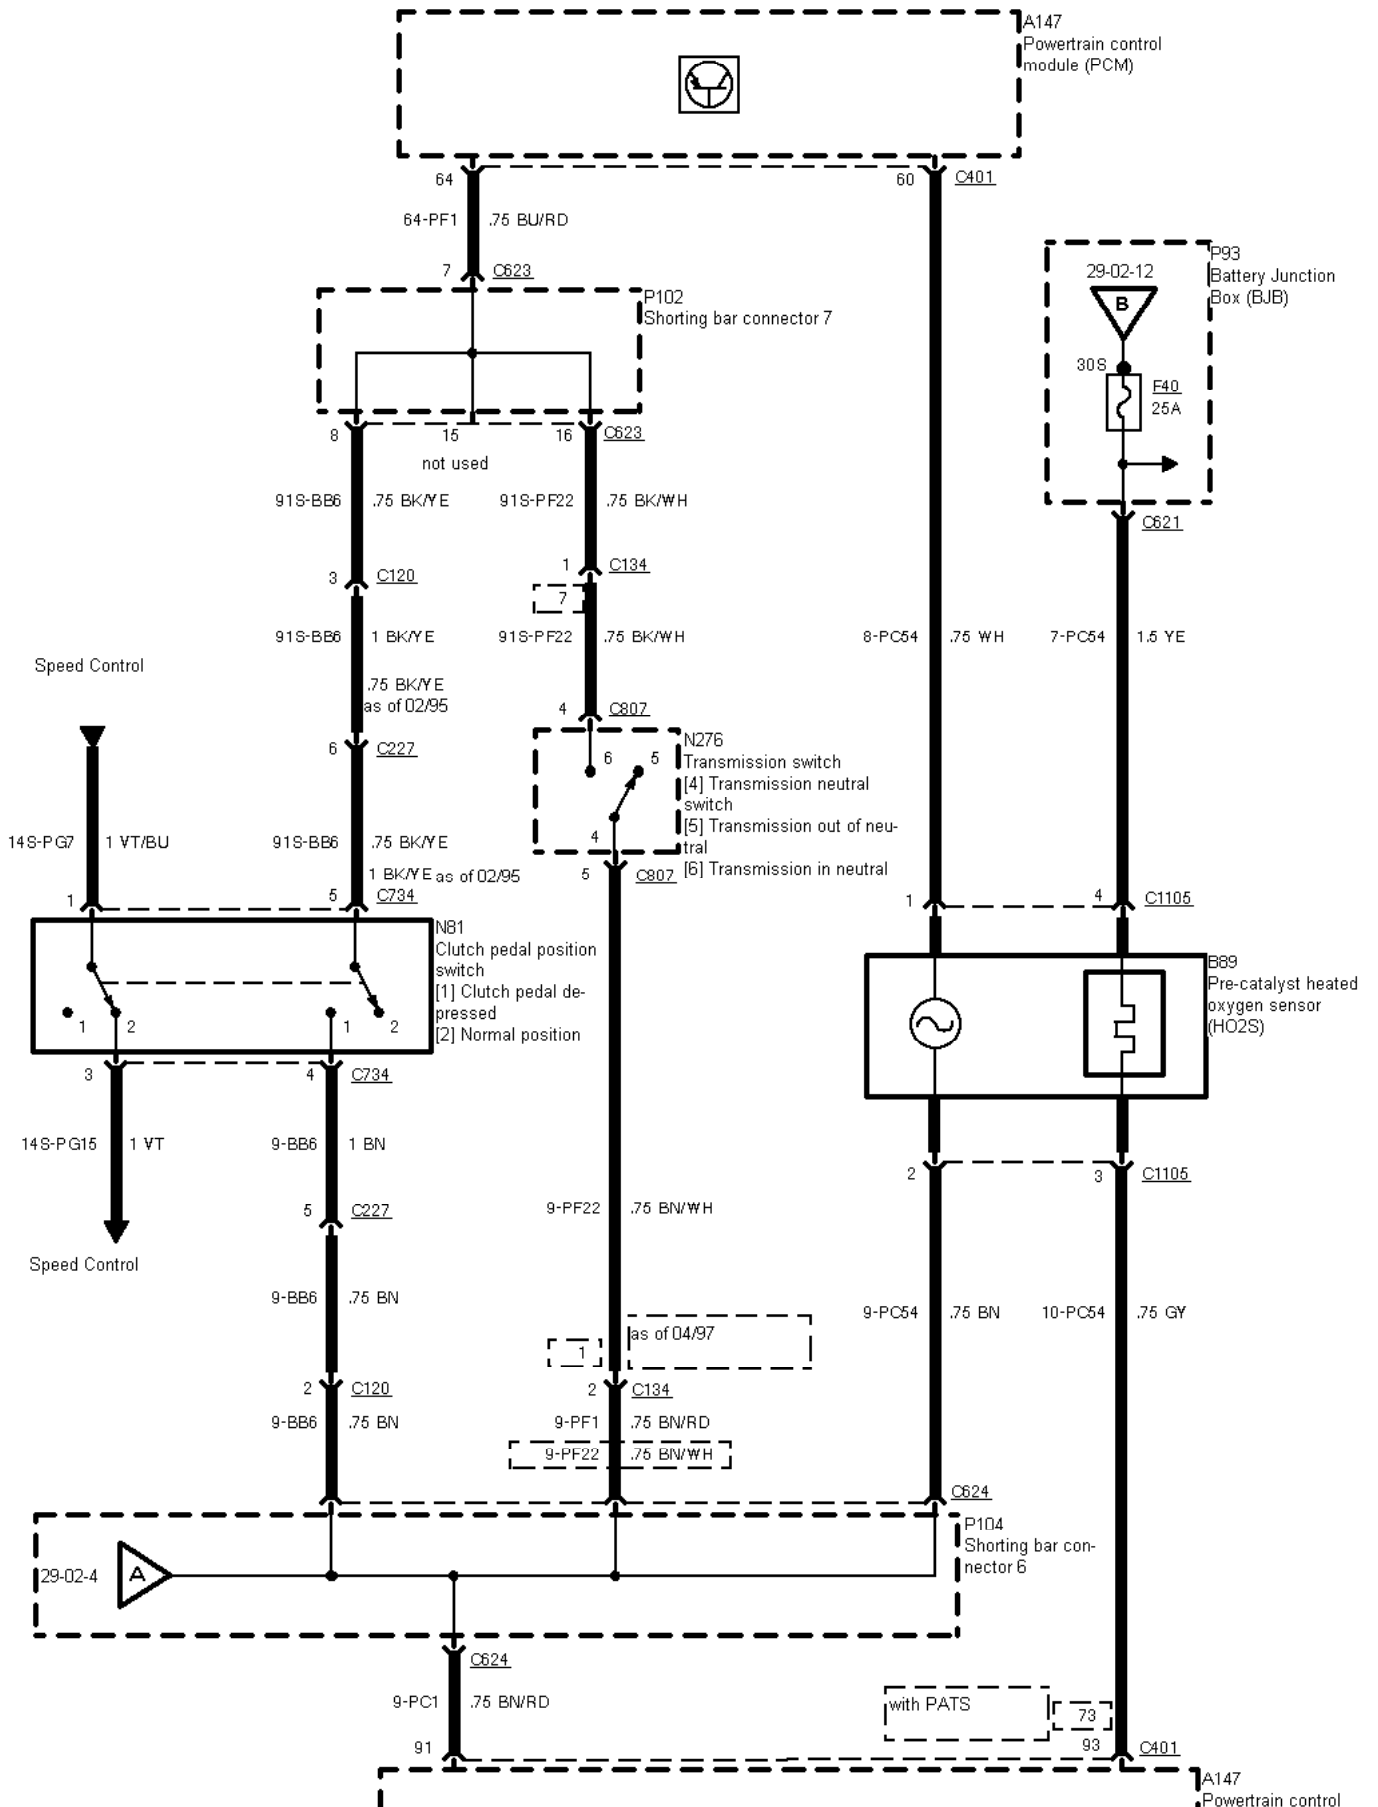 A147
Powertrain control
module (PCM)
64
60
C401
64-PF1
.75 BU/RD
7
C623
P93
Battery Junction
Box (BJB)
29-02-12
B
30S
F40
25A
P102
Shorting bar connector 7
8
15
16
C623
not used
91S-BB6
.75 BK/YE
91S-PF22
.75 BK/WH
C621
3
C120
1
C134
7
91S-BB6
1 BK/YE
91S-PF22
.75 BK/WH
8-PC54
.75 WH
7-PC54
1.5 YE
Speed Control
.75 BK/YE
as of 02/95
4
C807
6
C227
N276
Transmission switch
[4] Transmission neutral
switch
[5] Transmission out of neu-
tral
[6] Transmission in neutral
6
5
4
14S-PG7
1 VT/BU
91S-BB6
.75 BK/YE
1 BK/YE as of 02/95
5
C807
1
5
C734
1
4
C1105
N81
Clutch pedal position
switch
[1] Clutch pedal de-
pressed
[2] Normal position
1
2
1
2
B89
Pre-catalyst heated
oxygen sensor
(HO2S)
3
4
C734
14S-PG15
1 VT
9-BB6
1 BN
2
3
C1105
5
C227
9-PF22
.75 BN/WH
Speed Control
9-BB6
.75 BN
9-PC54
.75 BN
10-PC54
.75 GY
as of 04/97
1
2
C120
2
C134
9-BB6
.75 BN
9-PF1
.75 BN/RD
9-PF22
.75 BN/WH
C624
P104
Shorting bar con-
nector 6
29-02-4
A
C624
9-PC1
.75 BN/RD
with PATS
73
91
93
C401
A147
Powertrain control